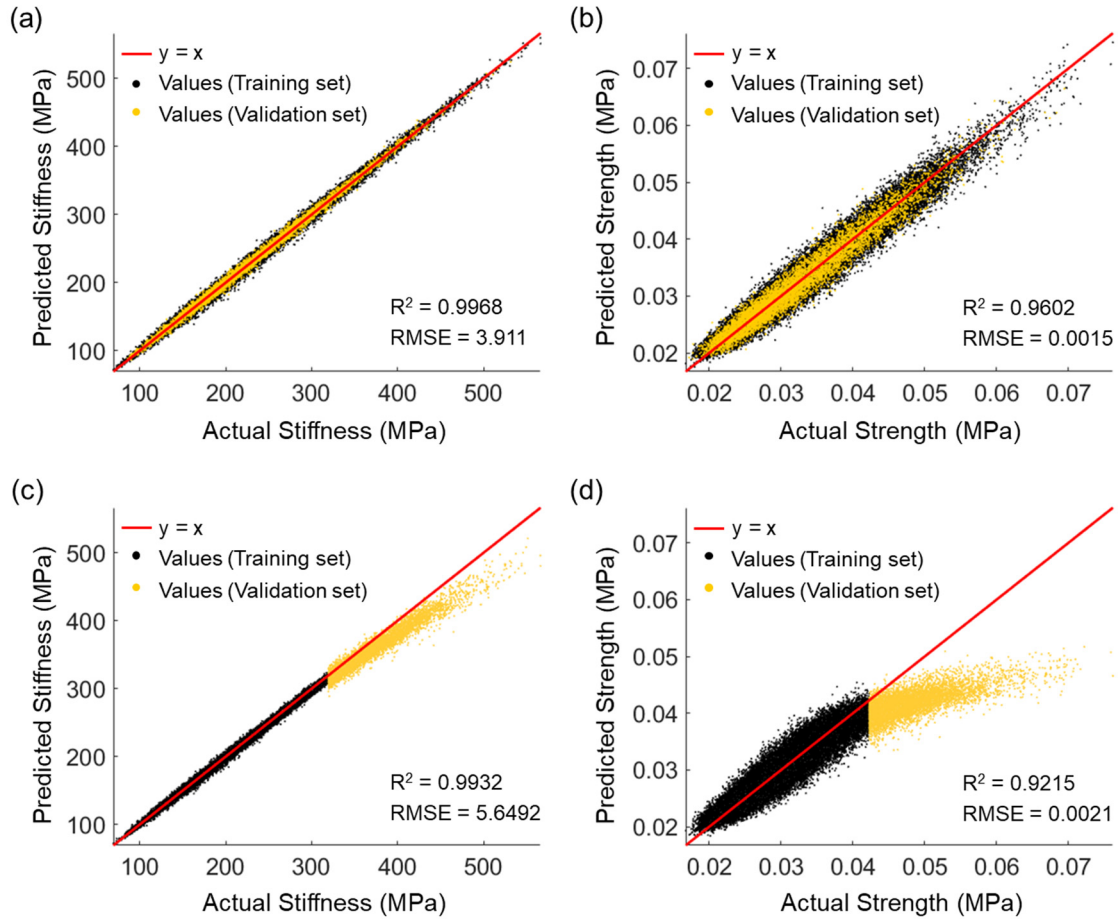 (a)
y = x
Values (Training set)
Values (Validation set)
500
400
300
200
100
Predicted Stiffness (MPa)
R² = 0.9968
RMSE = 3.911
100 200 300 400 500
Actual Stiffness (MPa)
(b)
y = x
Values (Training set)
Values (Validation set)
0.07
0.06
0.05
0.04
0.03
0.02
Predicted Strength (MPa)
R² = 0.9602
RMSE = 0.0015
0.02 0.03 0.04 0.05 0.06 0.07
Actual Strength (MPa)
(c)
y = x
Values (Training set)
Values (Validation set)
500
400
300
200
100
Predicted Stiffness (MPa)
R² = 0.9932
RMSE = 5.6492
100 200 300 400 500
Actual Stiffness (MPa)
(d)
y = x
Values (Training set)
Values (Validation set)
0.07
0.06
0.05
0.04
0.03
0.02
Predicted Strength (MPa)
R² = 0.9215
RMSE = 0.0021
0.02 0.03 0.04 0.05 0.06 0.07
Actual Strength (MPa)